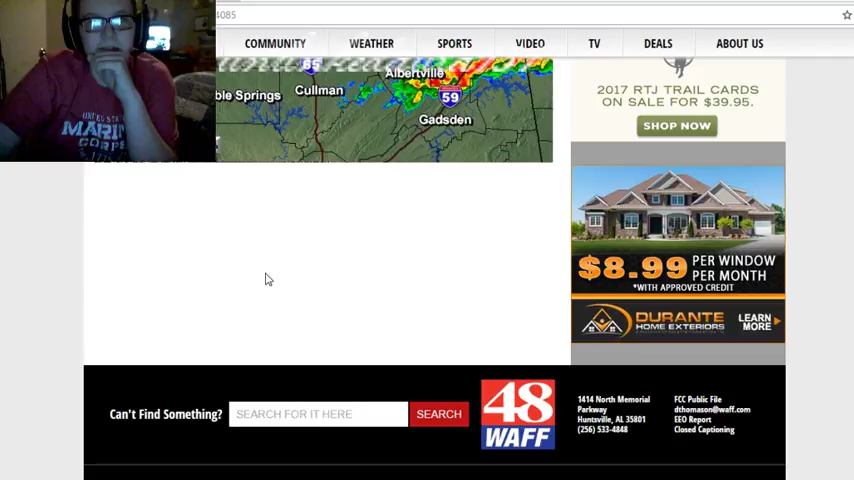 4085
COMMUNITY WEATHER SPORTS VIDEO TV DEALS ABOUT US
65
Albertville
ble Springs
Cullman
59
Gadsden
UNITED STA
MARIN
CORPS
2017 RTJ TRAIL CARDS
ON SALE FOR $39.95.
SHOP NOW
$8.99 PER WINDOW
PER MONTH
*WITH APPROVED CREDIT
DURANTE
HOME EXTERIORS
LEARN
MORE
Can't Find Something?
SEARCH FOR IT HERE
SEARCH
48
WAFF
1414 North Memorial
Parkway
Huntsville, AL 35801
(256) 533-4848
FCC Public File
dthomason@waff.com
EEO Report
Closed Captioning